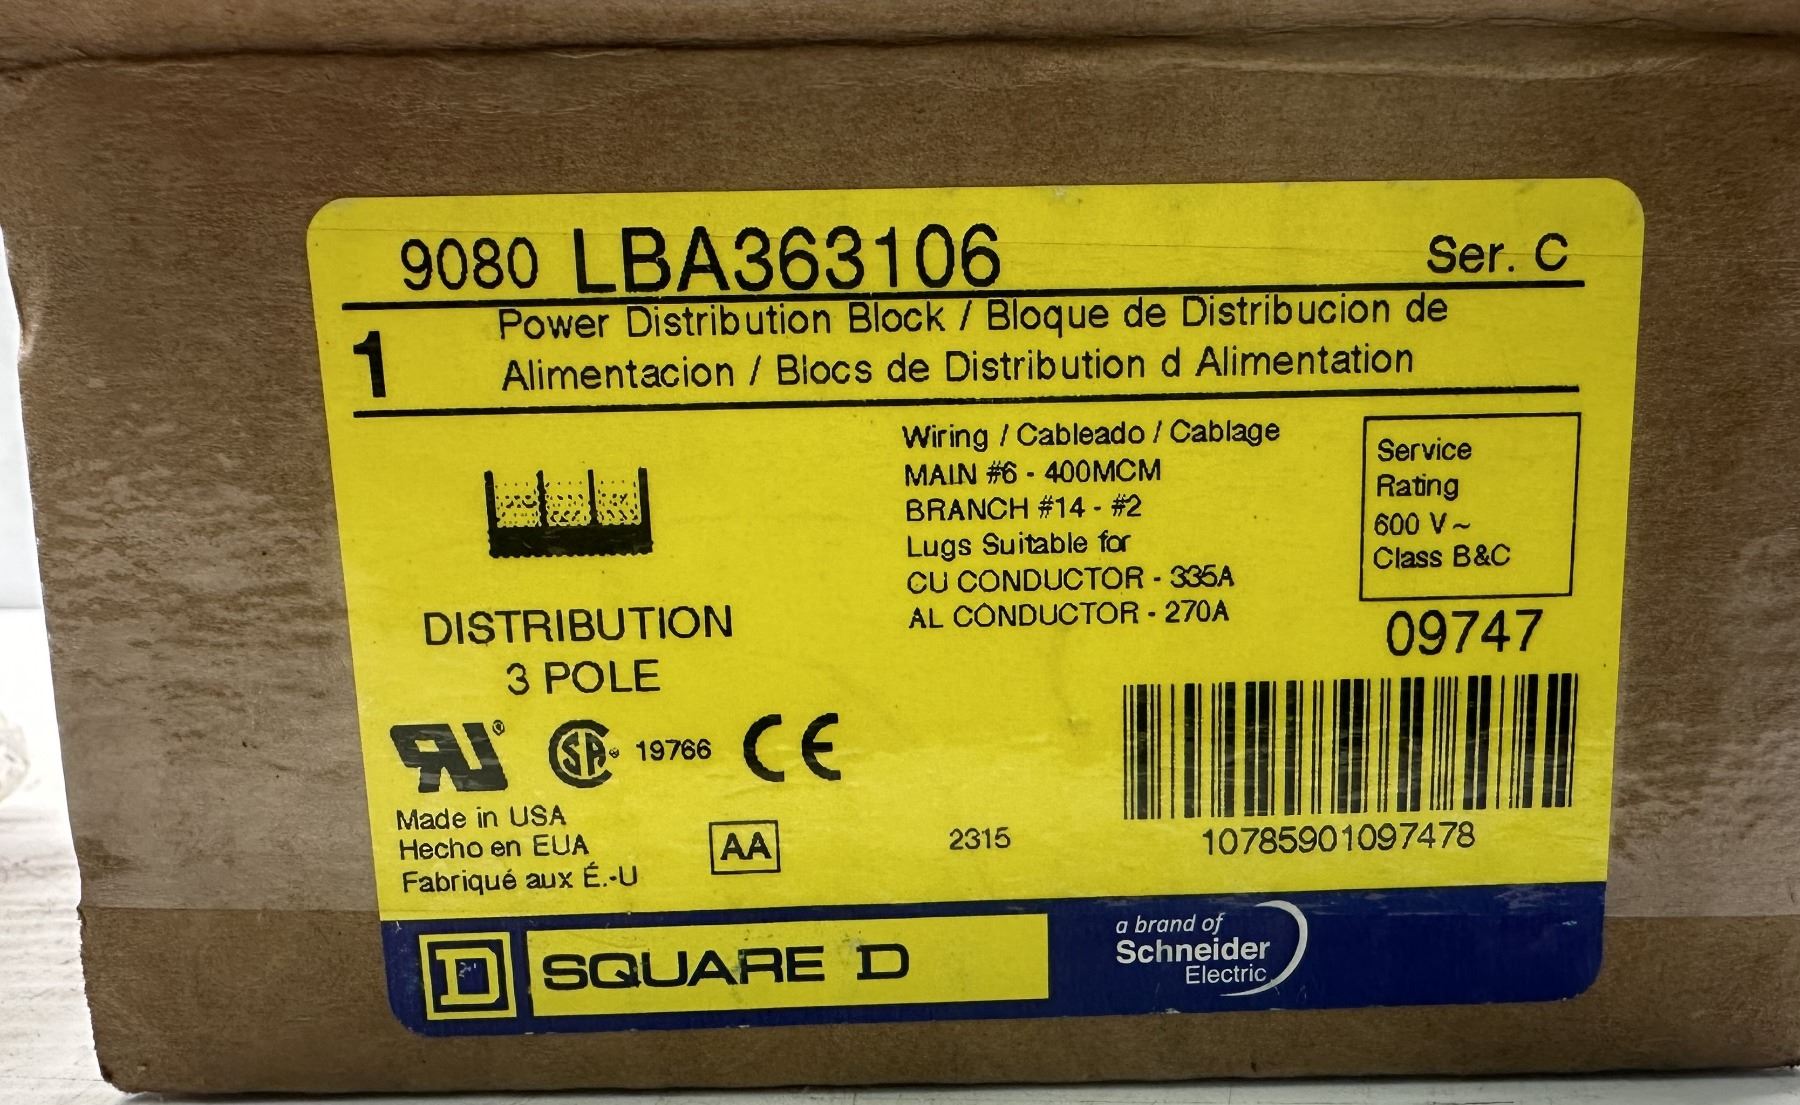 9080 LBA363106 Ser. C
1
Power Distribution Block / Bloque de Distribucion de
Alimentacion / Blocs de Distribution d Alimentation
Wiring / Cableado / Cablage
MAIN #6 - 400MCM
BRANCH #14 - #2
Lugs Suitable for
CU CONDUCTOR - 335A
AL CONDUCTOR - 270A
Service
Rating
600 V ~
Class B&C
09747
DISTRIBUTION
3 POLE
RU® CSA® 19766 CE
Made in USA
Hecho en EUA
Fabriqué aux É.-U
AA
2315
10785901097478
D SQUARE D
a brand of
Schneider
Electric